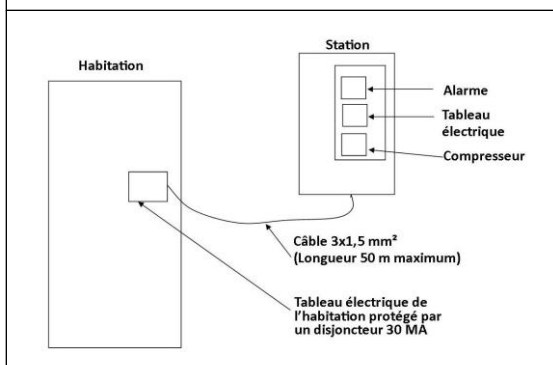 Station
Habitation
Alarme
Tableau
électrique
Compresseur
Câble 3x1,5 mm²
(Longueur 50 m maximum)
Tableau électrique de
l'habitation protégé par
un disjoncteur 30 MA